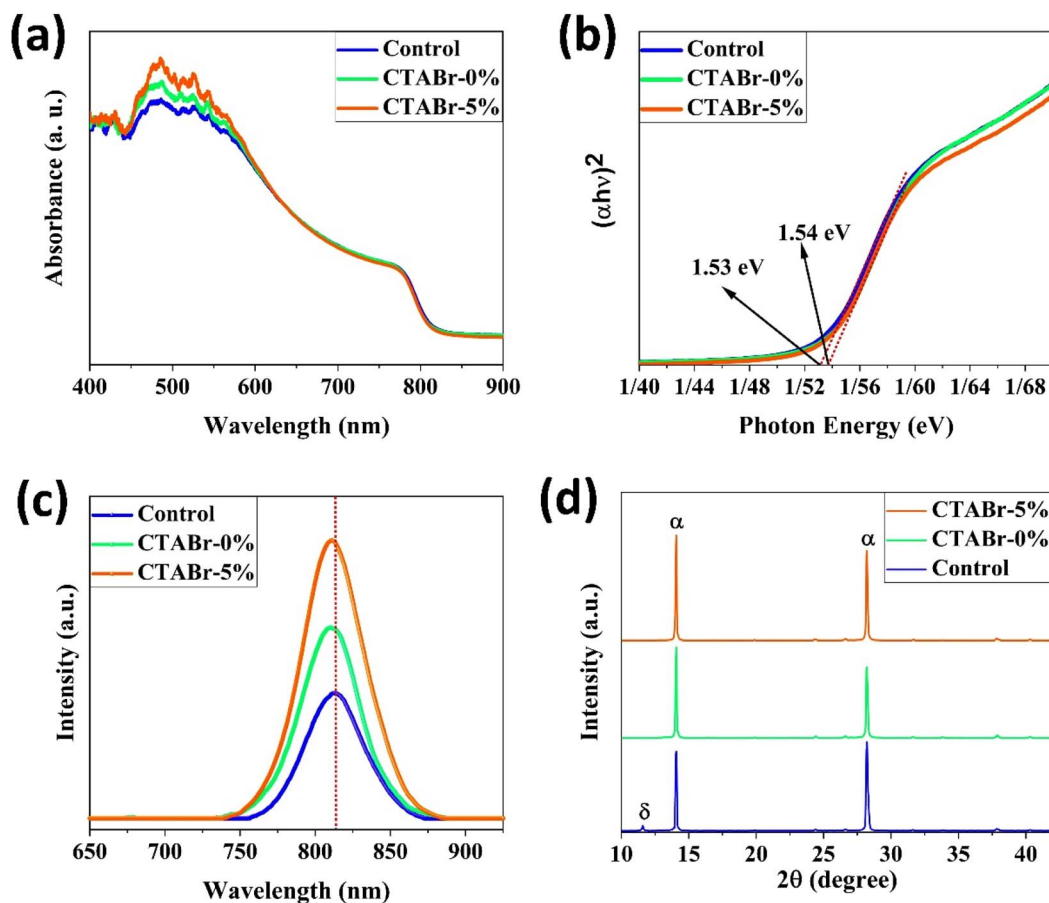 (a)
Control
CTABr-0%
CTABr-5%
Absorbance (a. u.)
400 500 600 700 800 900
Wavelength (nm)
(b)
Control
CTABr-0%
CTABr-5%
(αhν)²
1.54 eV
1.53 eV
1/40 1/44 1/48 1/52 1/56 1/60 1/64 1/68
Photon Energy (eV)
(c)
Control
CTABr-0%
CTABr-5%
Intensity (a.u.)
650 700 750 800 850 900
Wavelength (nm)
(d)
CTABr-5%
CTABr-0%
Control
α
α
δ
Intensity (a.u.)
10 15 20 25 30 35 40
2θ (degree)